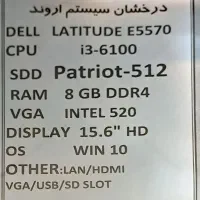 درخشان سیستم اروند
DELL LATITUDE E5570
CPU i3-6100
SDD Patriot-512
RAM 8 GB DDR4
VGA INTEL 520
DISPLAY 15.6" HD
OS WIN 10
OTHER:LAN/HDMI
VGA/USB/SD SLOT